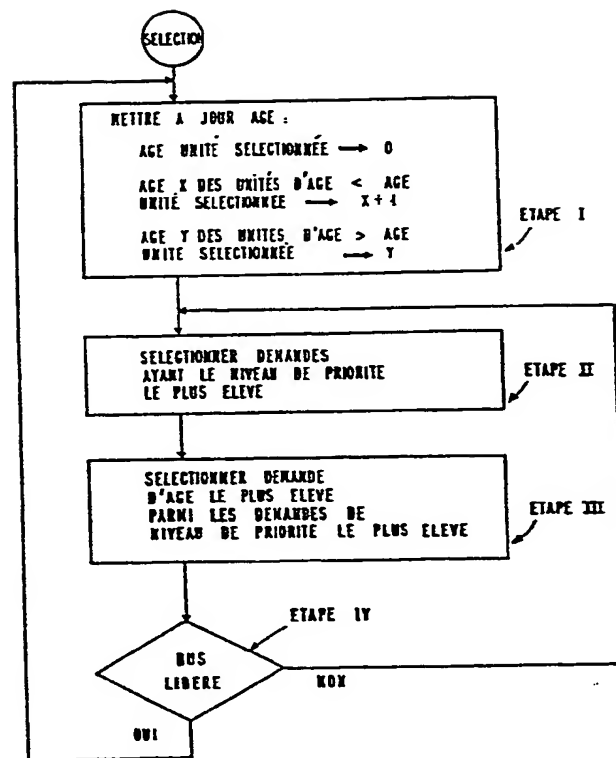 SELECTION
METTRE A JOUR AGE :
AGE UNITÉ SELECTIONNÉE → 0
AGE X DES UNITÉS D'AGE < AGE
UNITÉ SELECTIONNEE → X+1
AGE Y DES UNITES D'AGE > AGE
UNITE SELECTIONNÉE → Y
ETAPE I
SELECTIONNER DEMANDES
AYANT LE NIVEAU DE PRIORITE
LE PLUS ELEVE
ETAPE II
SELECTIONNER DEMANDE
D'AGE LE PLUS ELEVE
PARMI LES DEMANDES DE
NIVEAU DE PRIORITE LE PLUS ELEVE
ETAPE III
ETAPE IV
BUS
LIBERE
NON
OUI